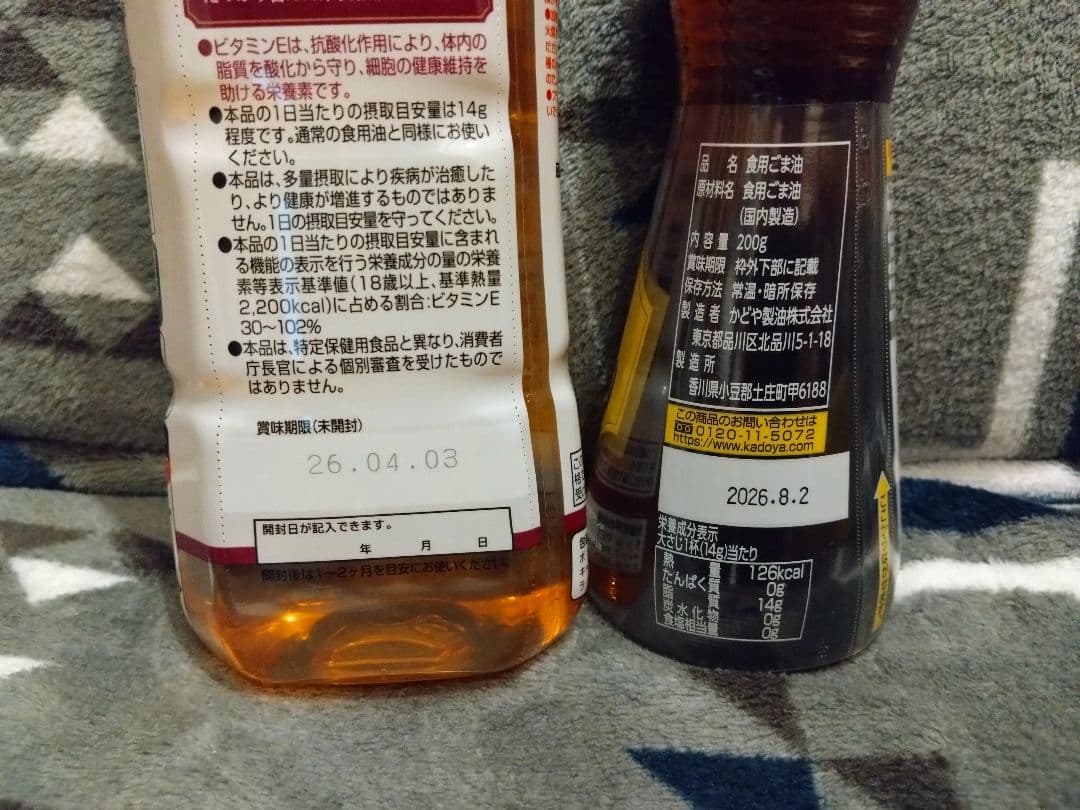 ●ビタミンEは、抗酸化作用により、体内の
脂質を酸化から守り、細胞の健康維持を
助ける栄養素です。
●本品の1日当たりの摂取目安量は14g
程度です。通常の食用油と同様にお使い
ください。
●本品は、多量摂取により疾病が治癒した
り、より健康が増進するものではありま
せん。1日の摂取目安量を守ってください。
●本品の1日当たりの摂取目安量に含まれ
る機能の表示を行う栄養成分の量の栄養
素等表示基準値(18歳以上、基準熱量
2,200kcal)に占める割合:ビタミンE
30～102%
●本品は、特定保健用食品と異なり、消費者
庁長官による個別審査を受けたもので
はありません。
賞味期限(未開封)
26.04.03
開封日が記入できます。
年 月 日
開封後は1～2ヶ月を目安にお使いください。
品名 食用ごま油
原材料名 食用ごま油
(国内製造)
内容量 200g
賞味期限 枠外下部に記載
保存方法 常温・暗所保存
製造者 かどや製油株式会社
東京都品川区北品川5-1-18
製造所
香川県小豆郡土庄町甲6188
この商品のお問い合わせは
0120-11-5072
https://www.kadoya.com/
2026.8.2
栄養成分表示
大さじ1杯(14g)当たり
熱量 126kcal
たんぱく質 0g
脂質 14g
炭水化物 0g
食塩相当量 0g